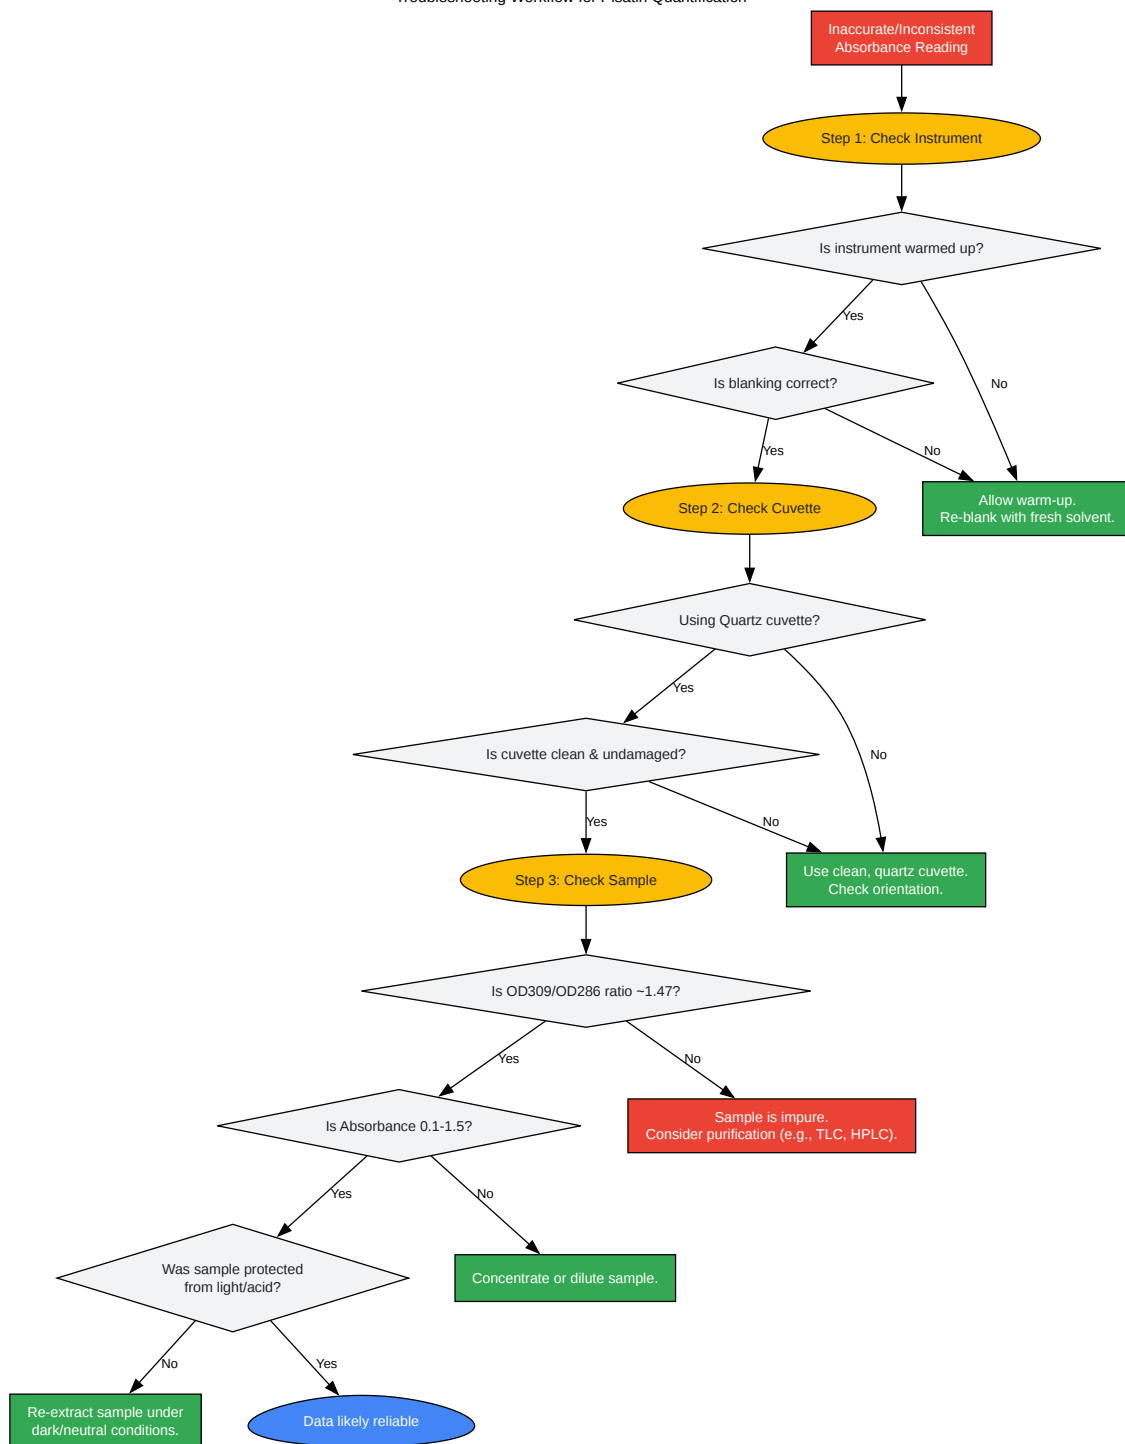 Troubleshooting Workflow for Pisatin Quantification
Inaccurate/Inconsistent
Absorbance Reading
Step 1: Check Instrument
Is instrument warmed up?
Yes
Is blanking correct?
No
Yes
No
Step 2: Check Cuvette
Allow warm-up.
Re-blank with fresh solvent.
Using Quartz cuvette?
Yes
Is cuvette clean & undamaged?
No
Yes
No
Step 3: Check Sample
Use clean, quartz cuvette.
Check orientation.
Is OD309/OD286 ratio ~1.47?
Yes
No
Is Absorbance 0.1-1.5?
Sample is impure.
Consider purification (e.g., TLC, HPLC).
Yes
No
Was sample protected
from light/acid?
Concentrate or dilute sample.
No
Yes
Re-extract sample under
dark/neutral conditions.
Data likely reliable